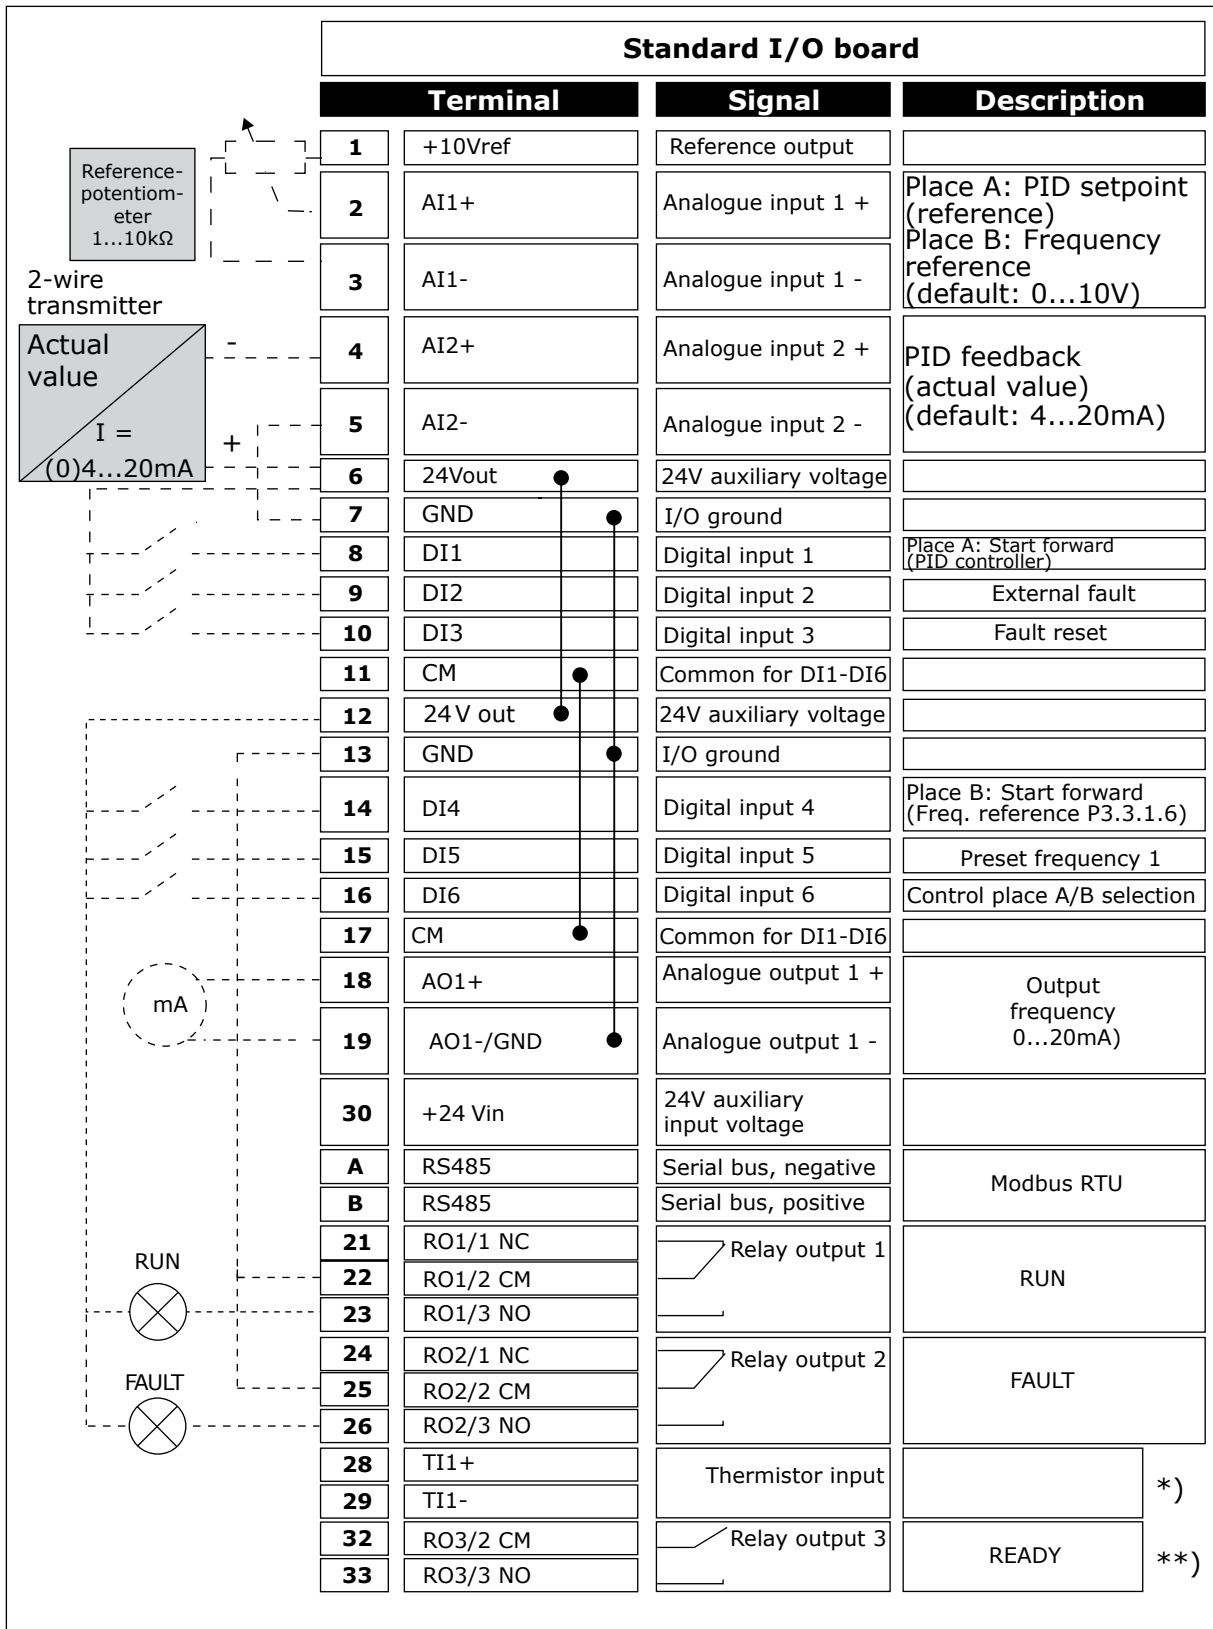 Standard I/O board
Terminal Signal Description
1 +10Vref Reference output
Reference-
potentiom-
eter
1...10kΩ
2 AI1+ Analogue input 1 +
Place A: PID setpoint
(reference)
Place B: Frequency
reference
(default: 0...10V)
3 AI1- Analogue input 1 -
2-wire
transmitter
Actual
value
I =
(0)4...20mA
-
+
4 AI2+ Analogue input 2 +
PID feedback
(actual value)
(default: 4...20mA)
5 AI2- Analogue input 2 -
6 24Vout 24V auxiliary voltage
7 GND I/O ground
8 DI1 Digital input 1
Place A: Start forward
(PID controller)
9 DI2 Digital input 2 External fault
10 DI3 Digital input 3 Fault reset
11 CM Common for DI1-DI6
12 24 V out 24V auxiliary voltage
13 GND I/O ground
14 DI4 Digital input 4
Place B: Start forward
(Freq. reference P3.3.1.6)
15 DI5 Digital input 5 Preset frequency 1
16 DI6 Digital input 6 Control place A/B selection
17 CM Common for DI1-DI6
18 AO1+ Analogue output 1 +
mA
Output
frequency
0...20mA)
19 AO1-/GND Analogue output 1 -
30 +24 Vin
24V auxiliary
input voltage
A RS485 Serial bus, negative
Modbus RTU
B RS485 Serial bus, positive
21 RO1/1 NC Relay output 1
RUN
22 RO1/2 CM RUN
23 RO1/3 NO
24 RO2/1 NC Relay output 2
FAULT
25 RO2/2 CM FAULT
26 RO2/3 NO
28 TI1+
Thermistor input *)
29 TI1-
32 RO3/2 CM Relay output 3
READY **)
33 RO3/3 NO